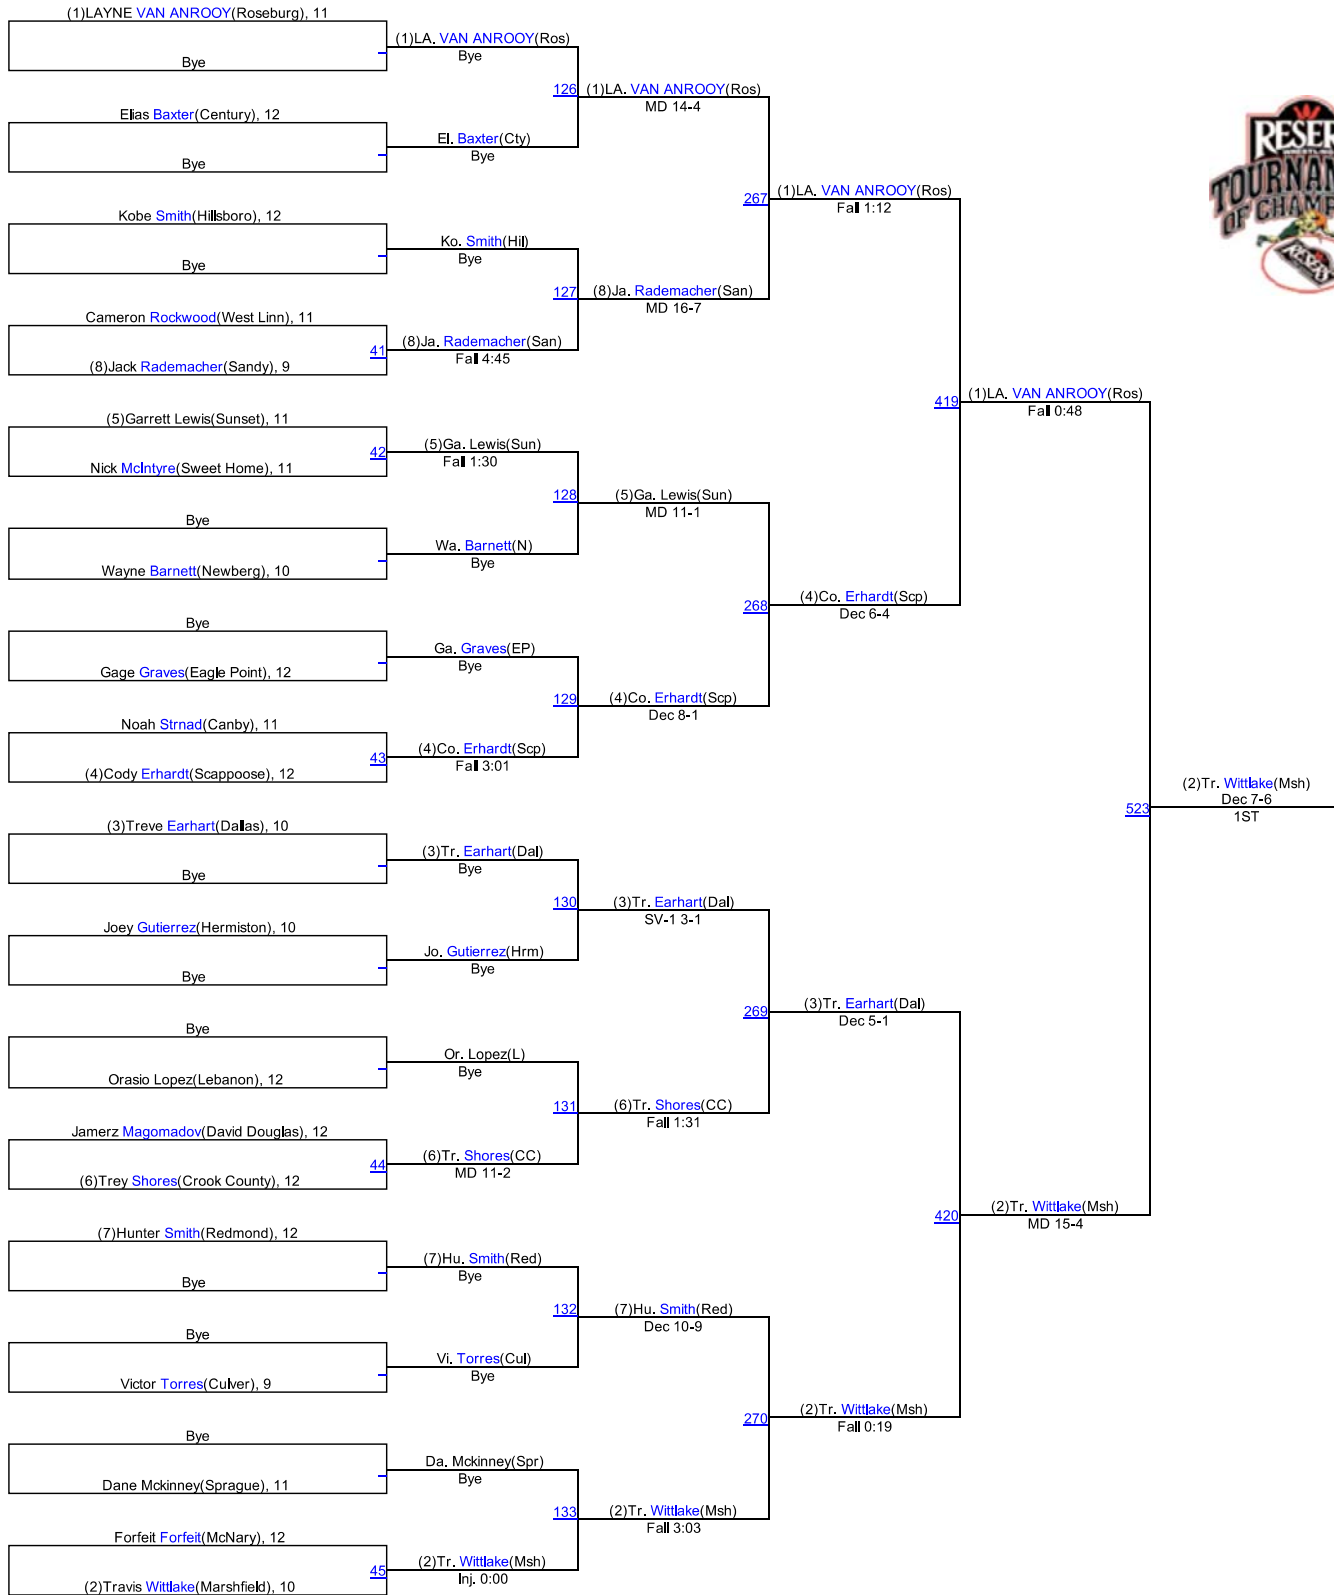 (1)LAYNE VAN ANROOY(Roseburg), 11
Bye
Elias Baxter(Century), 12
Bye
Kobe Smith(Hillsboro), 12
Bye
Cameron Rockwood(West Linn), 11
41
(8)Jack Rademacher(Sandy), 9
(5)Garrett Lewis(Sunset), 11
42
Nick McIntyre(Sweet Home), 11
Bye
Wayne Barnett(Newberg), 10
Bye
Gage Graves(Eagle Point), 12
Noah Strnad(Canby), 11
43
(4)Cody Erhardt(Scappoose), 12
(3)Treve Earhart(Dallas), 10
Bye
Joey Gutierrez(Hermiston), 10
Bye
Bye
Orasio Lopez(Lebanon), 12
Jamerz Magomadov(David Douglas), 12
44
(6)Trey Shores(Crook County), 12
(7)Hunter Smith(Redmond), 12
Bye
Bye
Victor Torres(Culver), 9
Bye
Dane Mckinney(Sprague), 11
Forfeit Forfeit(McNary), 12
45
(2)Travis Wittlake(Marshfield), 10
(1)LA. VAN ANROOY(Ros)
Bye
126
El. Baxter(Cty)
Bye
Ko. Smith(Hil)
Bye
127
(8)Ja. Rademacher(San)
Fall 4:45
(5)Ga. Lewis(Sun)
Fall 1:30
128
Wa. Barnett(N)
Bye
Ga. Graves(EP)
Bye
129
(4)Co. Erhardt(Scp)
Fall 3:01
(3)Tr. Earhart(Dal)
Bye
130
Jo. Gutierrez(Hrm)
Bye
Or. Lopez(L)
Bye
131
(6)Tr. Shores(CC)
MD 11-2
(7)Hu. Smith(Red)
Bye
132
Vi. Torres(Cul)
Bye
Da. Mckinney(Spr)
Bye
133
(2)Tr. Wittlake(Msh)
Inj. 0:00
(1)LA. VAN ANROOY(Ros)
MD 14-4
267
(8)Ja. Rademacher(San)
MD 16-7
(5)Ga. Lewis(Sun)
MD 11-1
268
(4)Co. Erhardt(Scp)
Dec 8-1
(3)Tr. Earhart(Dal)
SV-1 3-1
269
(6)Tr. Shores(CC)
Fall 1:31
(7)Hu. Smith(Red)
Dec 10-9
270
(2)Tr. Wittlake(Msh)
Fall 3:03
(1)LA. VAN ANROOY(Ros)
Fall 1:12
419
(4)Co. Erhardt(Scp)
Dec 6-4
(3)Tr. Earhart(Dal)
Dec 5-1
420
(2)Tr. Wittlake(Msh)
Fall 0:19
(1)LA. VAN ANROOY(Ros)
Fall 0:48
523
(2)Tr. Wittlake(Msh)
MD 15-4
(2)Tr. Wittlake(Msh)
Dec 7-6
1ST
RESER
TOURNAM
OF CHAMP
RESER'S